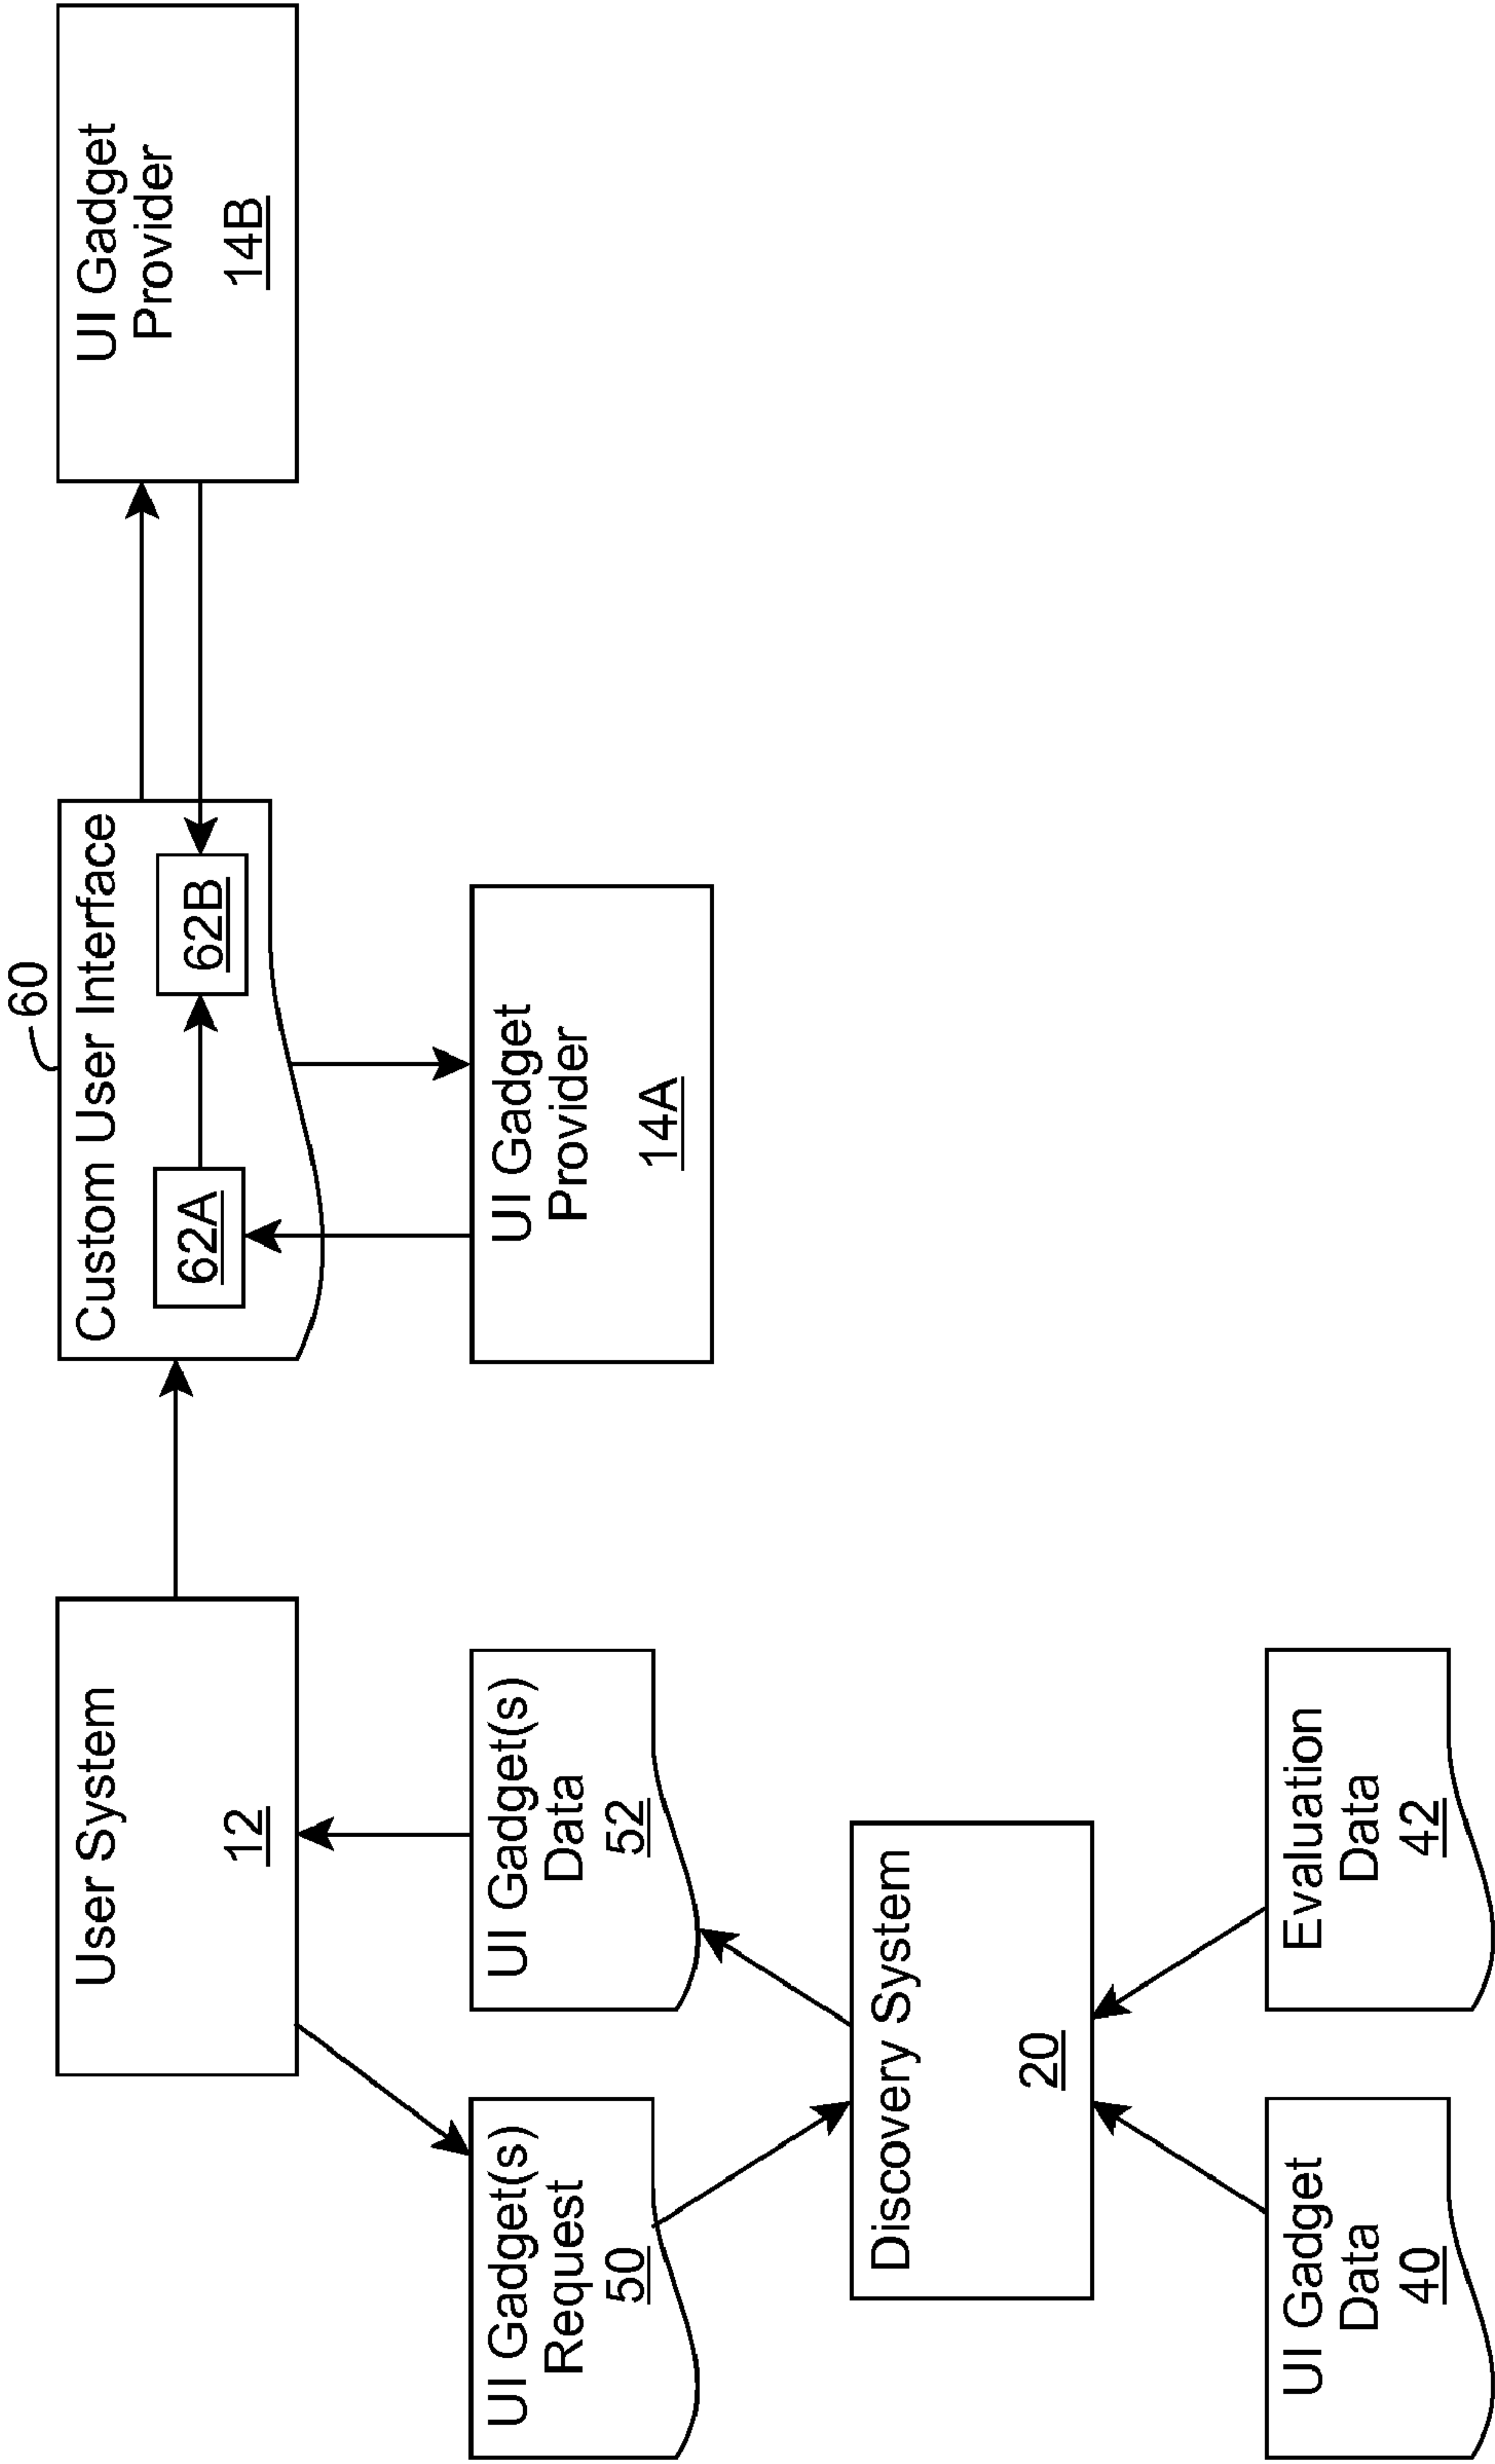 60
User System
12
Custom User Interface
62A
62B
UI Gadget
Provider
14B
UI Gadget(s)
Request
50
UI Gadget(s)
Data
52
UI Gadget
Provider
14A
Discovery System
20
UI Gadget
Data
40
Evaluation
Data
42